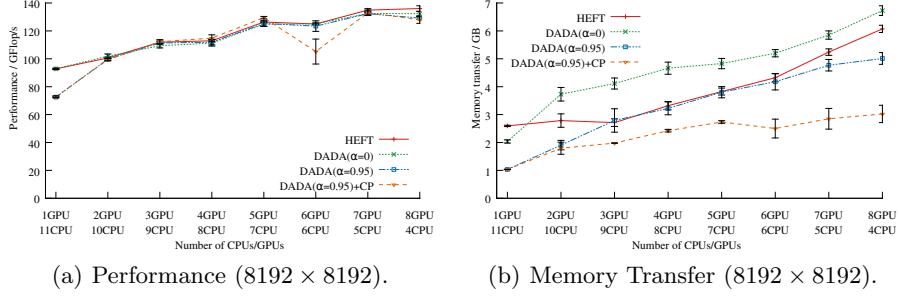 140
120
100
80
60
40
20
0
Performance / GFlop/s
HEFT
DADA(α=0)
DADA(α=0.95)
DADA(α=0.95)+CP
1GPU 2GPU 3GPU 4GPU 5GPU 6GPU 7GPU 8GPU
11CPU 10CPU 9CPU 8CPU 7CPU 6CPU 5CPU 4CPU
Number of CPUs/GPUs
(a) Performance (8192 × 8192).
7
6
5
4
3
2
1
0
Memory transfer / GB
HEFT
DADA(α=0)
DADA(α=0.95)
DADA(α=0.95)+CP
1GPU 2GPU 3GPU 4GPU 5GPU 6GPU 7GPU 8GPU
11CPU 10CPU 9CPU 8CPU 7CPU 6CPU 5CPU 4CPU
Number of CPUs/GPUs
(b) Memory Transfer (8192 × 8192).